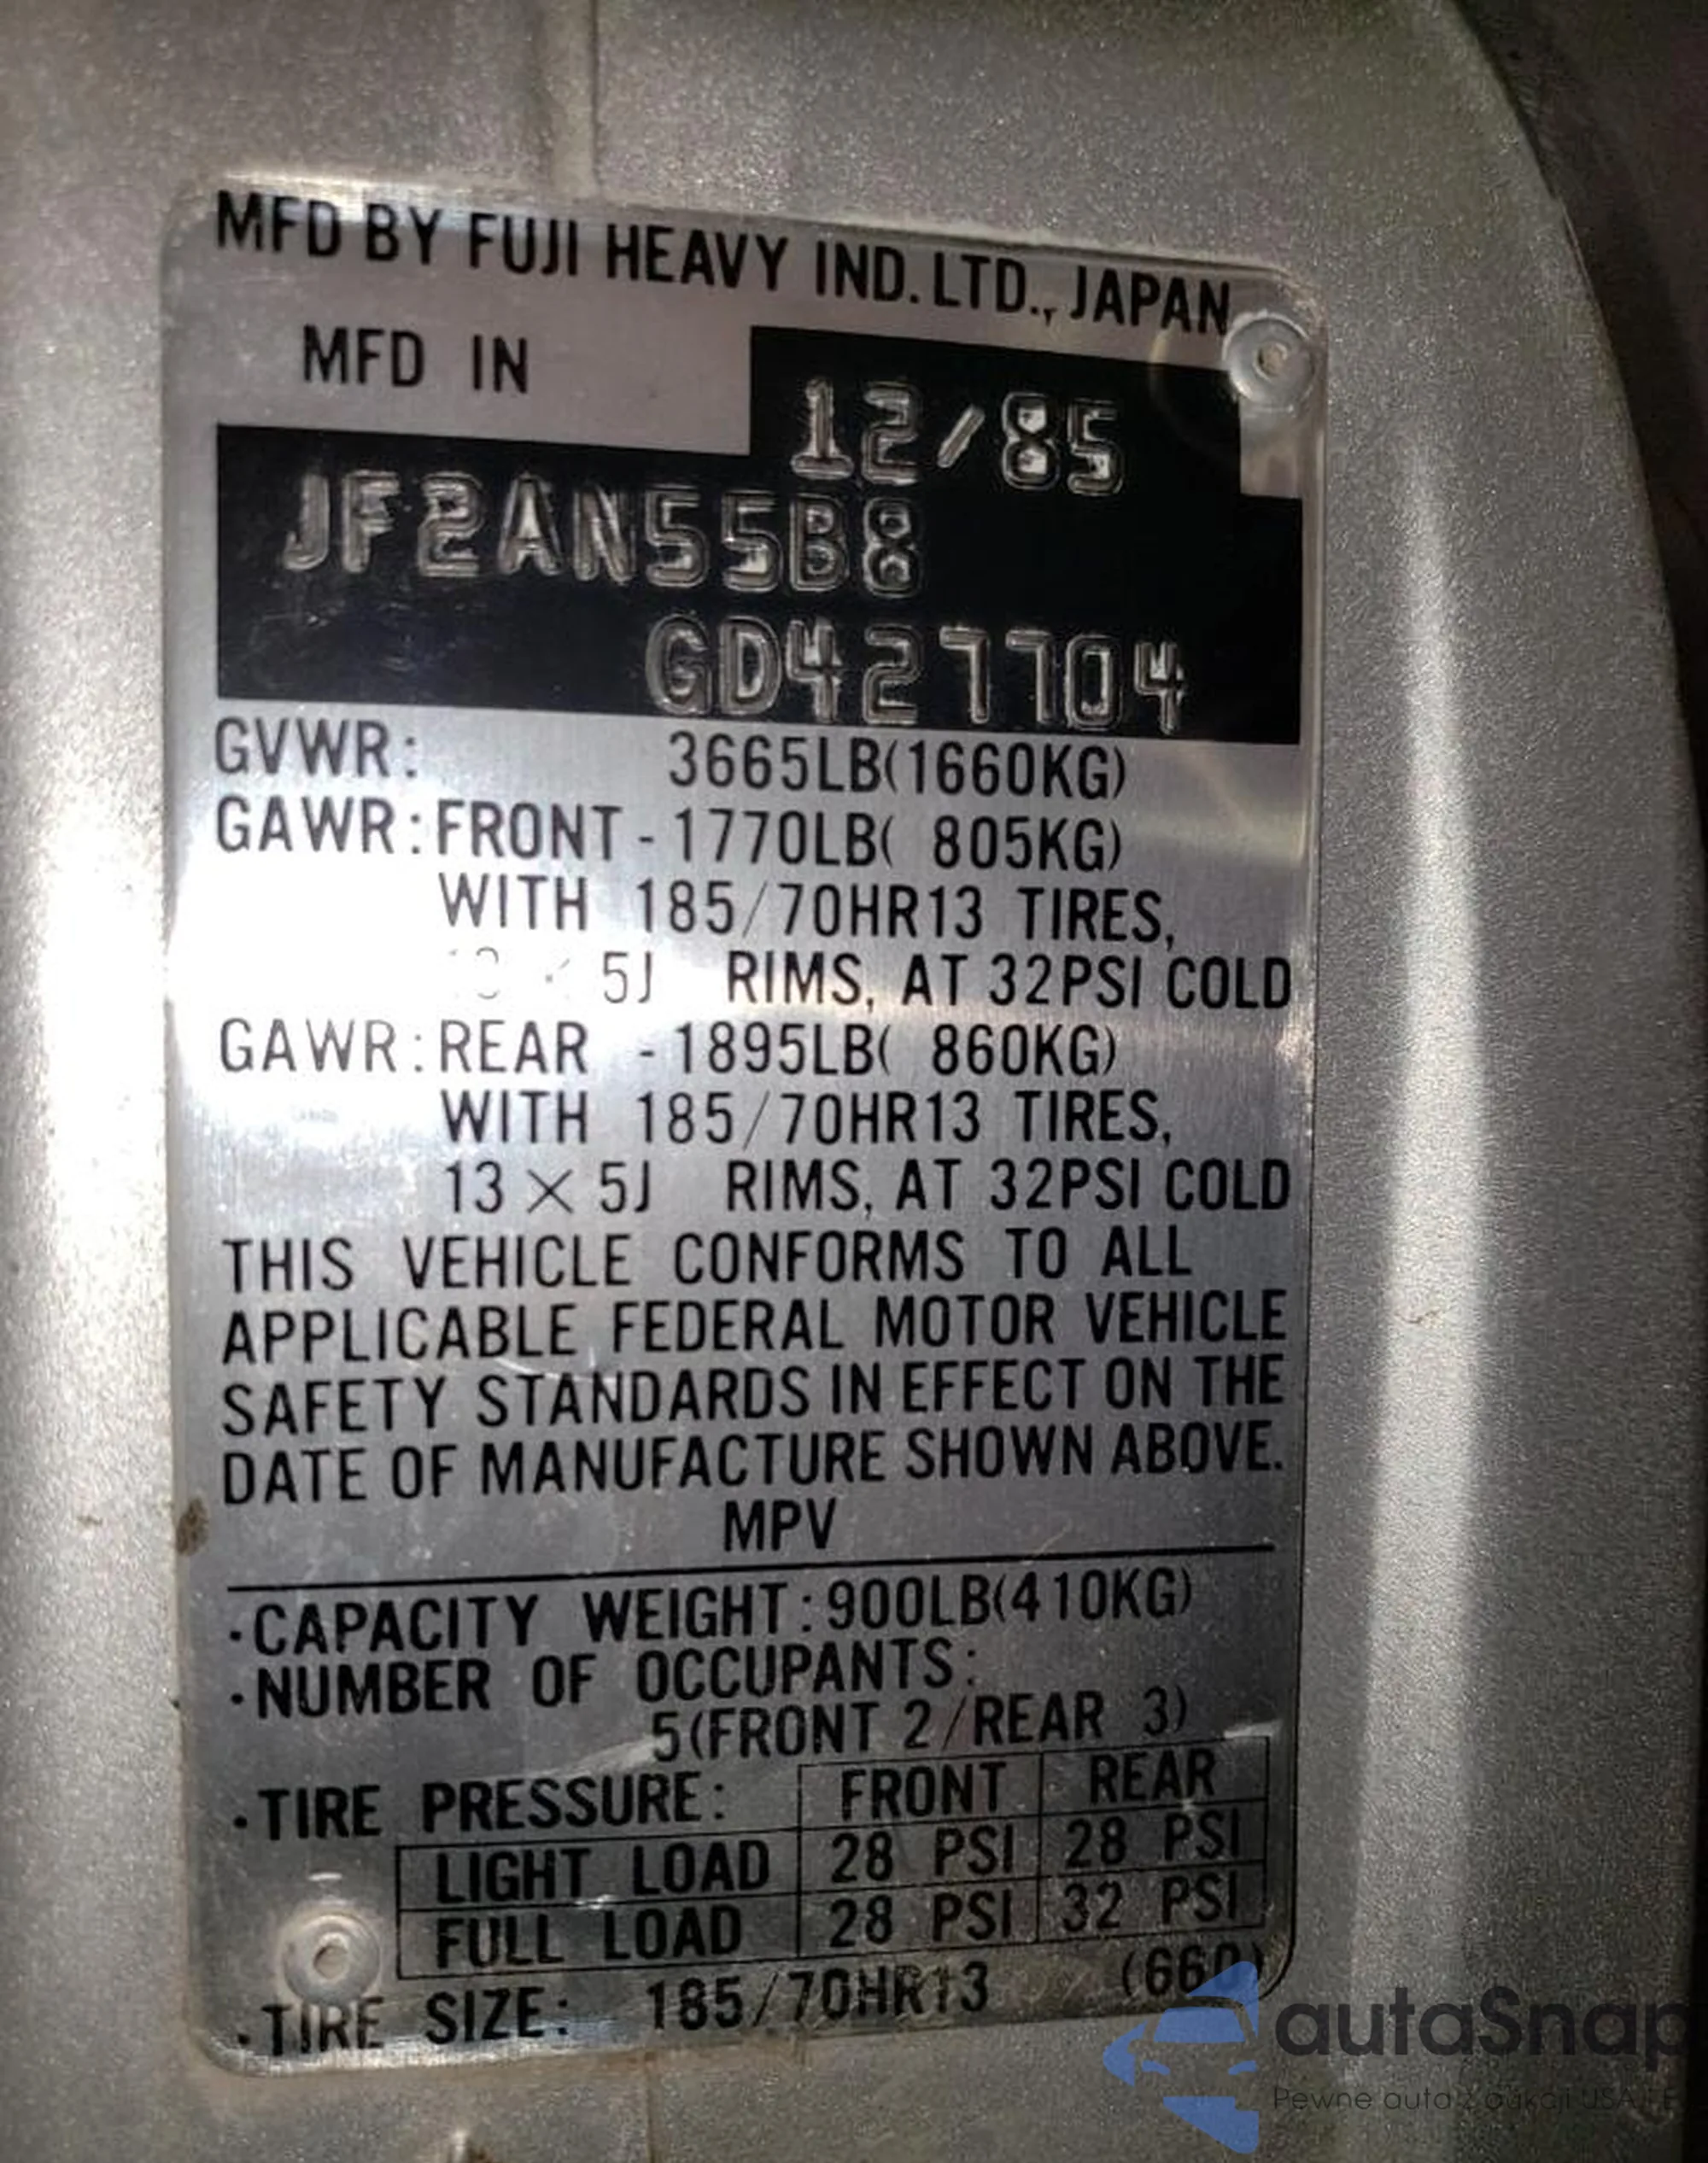 MFD BY FUJI HEAVY IND. LTD., JAPAN
MFD IN 12/85
JF2AN55B8
GD427704
GVWR: 3665LB(1660KG)
GAWR: FRONT - 1770LB( 805KG)
WITH 185/70HR13 TIRES,
5J RIMS, AT 32PSI COLD
GAWR: REAR - 1895LB( 860KG)
WITH 185/70HR13 TIRES,
13 × 5J RIMS, AT 32PSI COLD
THIS VEHICLE CONFORMS TO ALL
APPLICABLE FEDERAL MOTOR VEHICLE
SAFETY STANDARDS IN EFFECT ON THE
DATE OF MANUFACTURE SHOWN ABOVE.
MPV
·CAPACITY WEIGHT: 900LB(410KG)
·NUMBER OF OCCUPANTS:
5(FRONT 2/REAR 3)
·TIRE PRESSURE: FRONT REAR
LIGHT LOAD 28 PSI 28 PSI
FULL LOAD 28 PSI 32 PSI
·TIRE SIZE: 185/70HR13 (660)
autaSnap
Pewne auta z aukcji USA